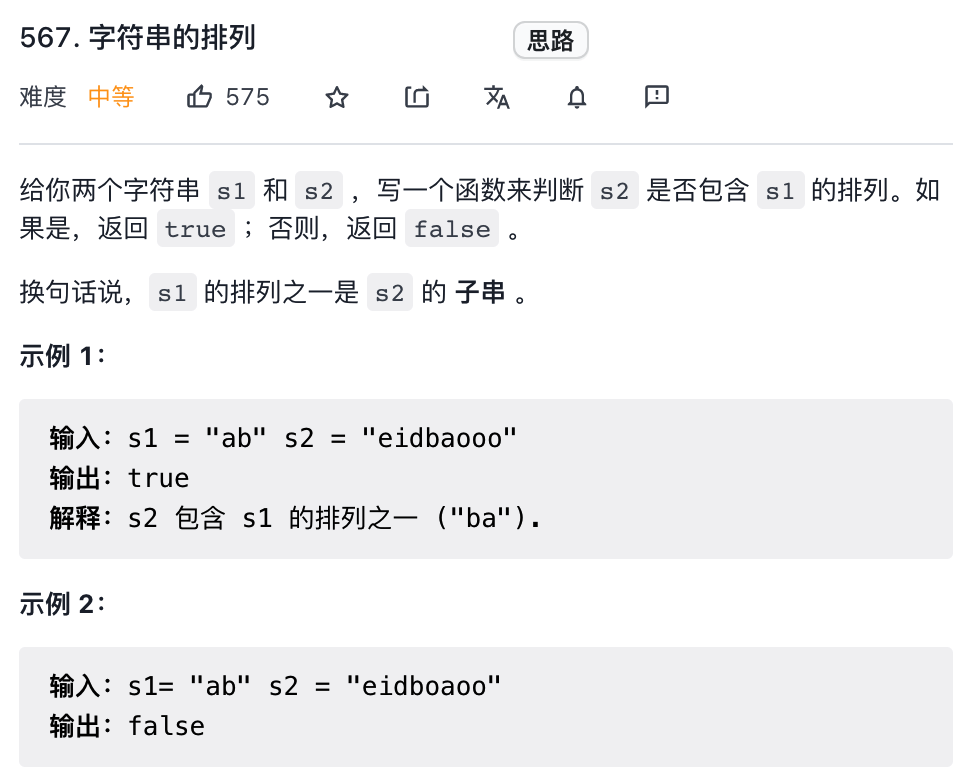 567. 字符串的排列 思路
难度 中等 575
给你两个字符串 s1 和 s2 ，写一个函数来判断 s2 是否包含 s1 的排列。如
果是，返回 true ；否则，返回 false 。
换句话说，s1 的排列之一是 s2 的 子串 。
示例 1：
输入：s1 = "ab" s2 = "eidbaooo"
输出：true
解释：s2 包含 s1 的排列之一 ("ba").
示例 2：
输入：s1= "ab" s2 = "eidboaoo"
输出：false